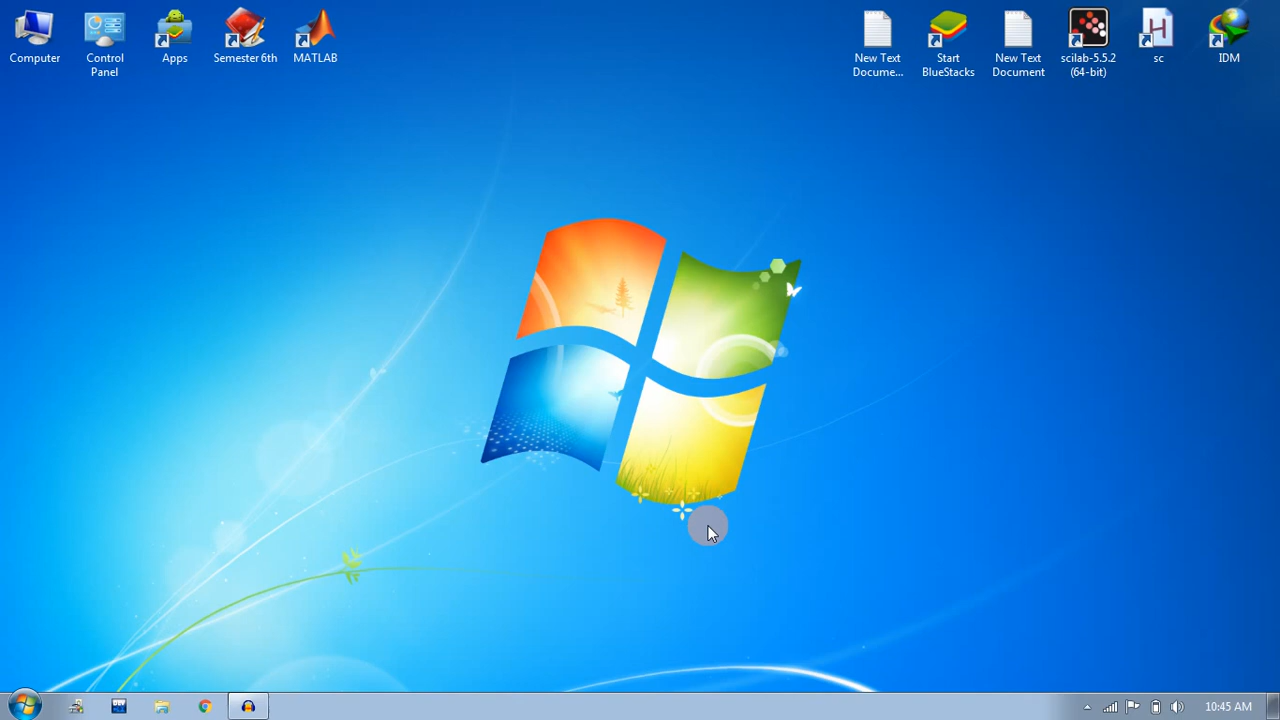 Computer
Control
Panel
Apps
Semester 6th
MATLAB
New Text
Docume...
Start
BlueStacks
New Text
Document
scilab-5.5.2
(64-bit)
sc
IDM
10:45 AM